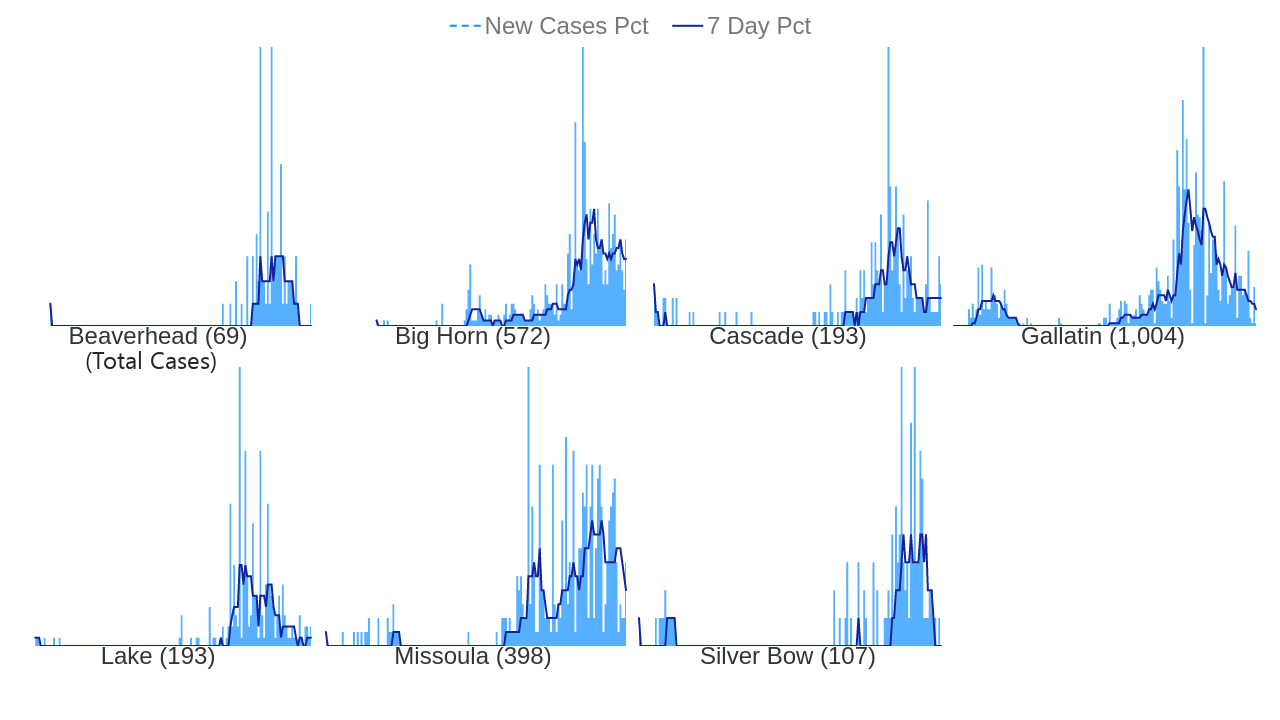 New Cases Pct 7 Day Pct
Beaverhead (69)
(Total Cases)
Big Horn (572)
Cascade (193)
Gallatin (1,004)
Lake (193)
Missoula (398)
Silver Bow (107)